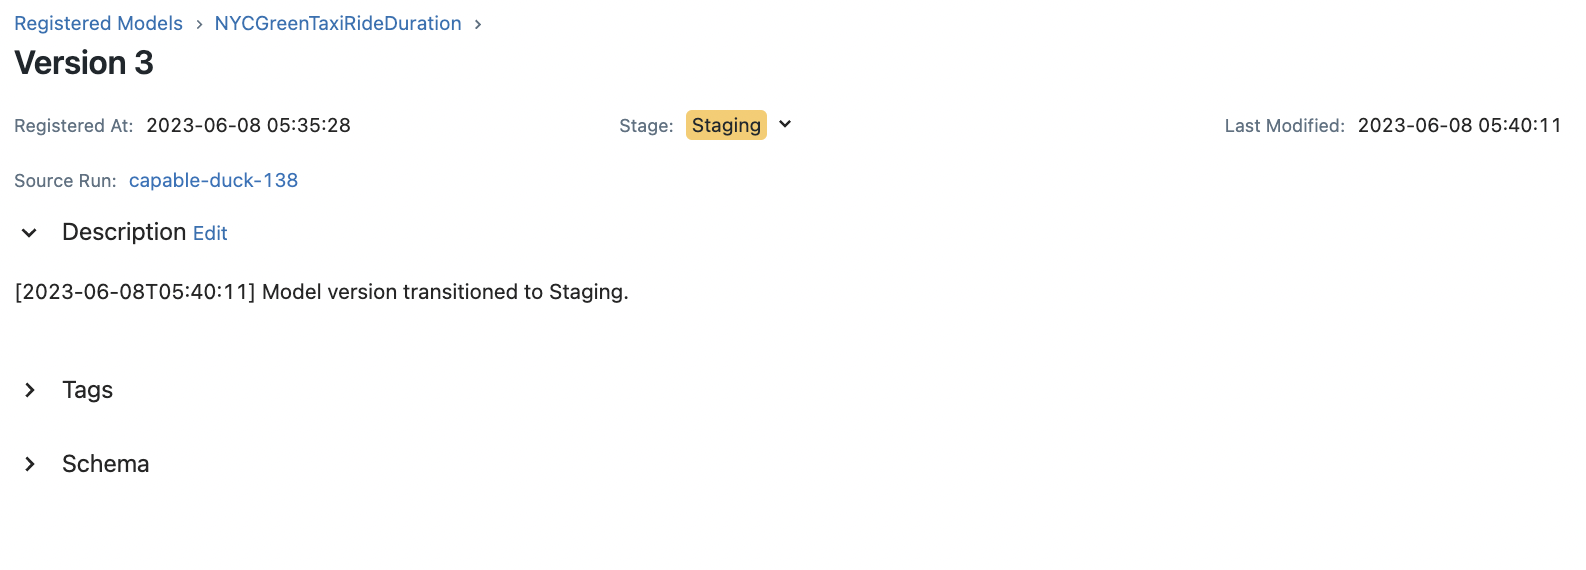 Registered Models > NYCGreenTaxiRideDuration >
Version 3
Registered At: 2023-06-08 05:35:28 Stage: Staging Last Modified: 2023-06-08 05:40:11
Source Run: capable-duck-138
Description Edit
[2023-06-08T05:40:11] Model version transitioned to Staging.
Tags
Schema